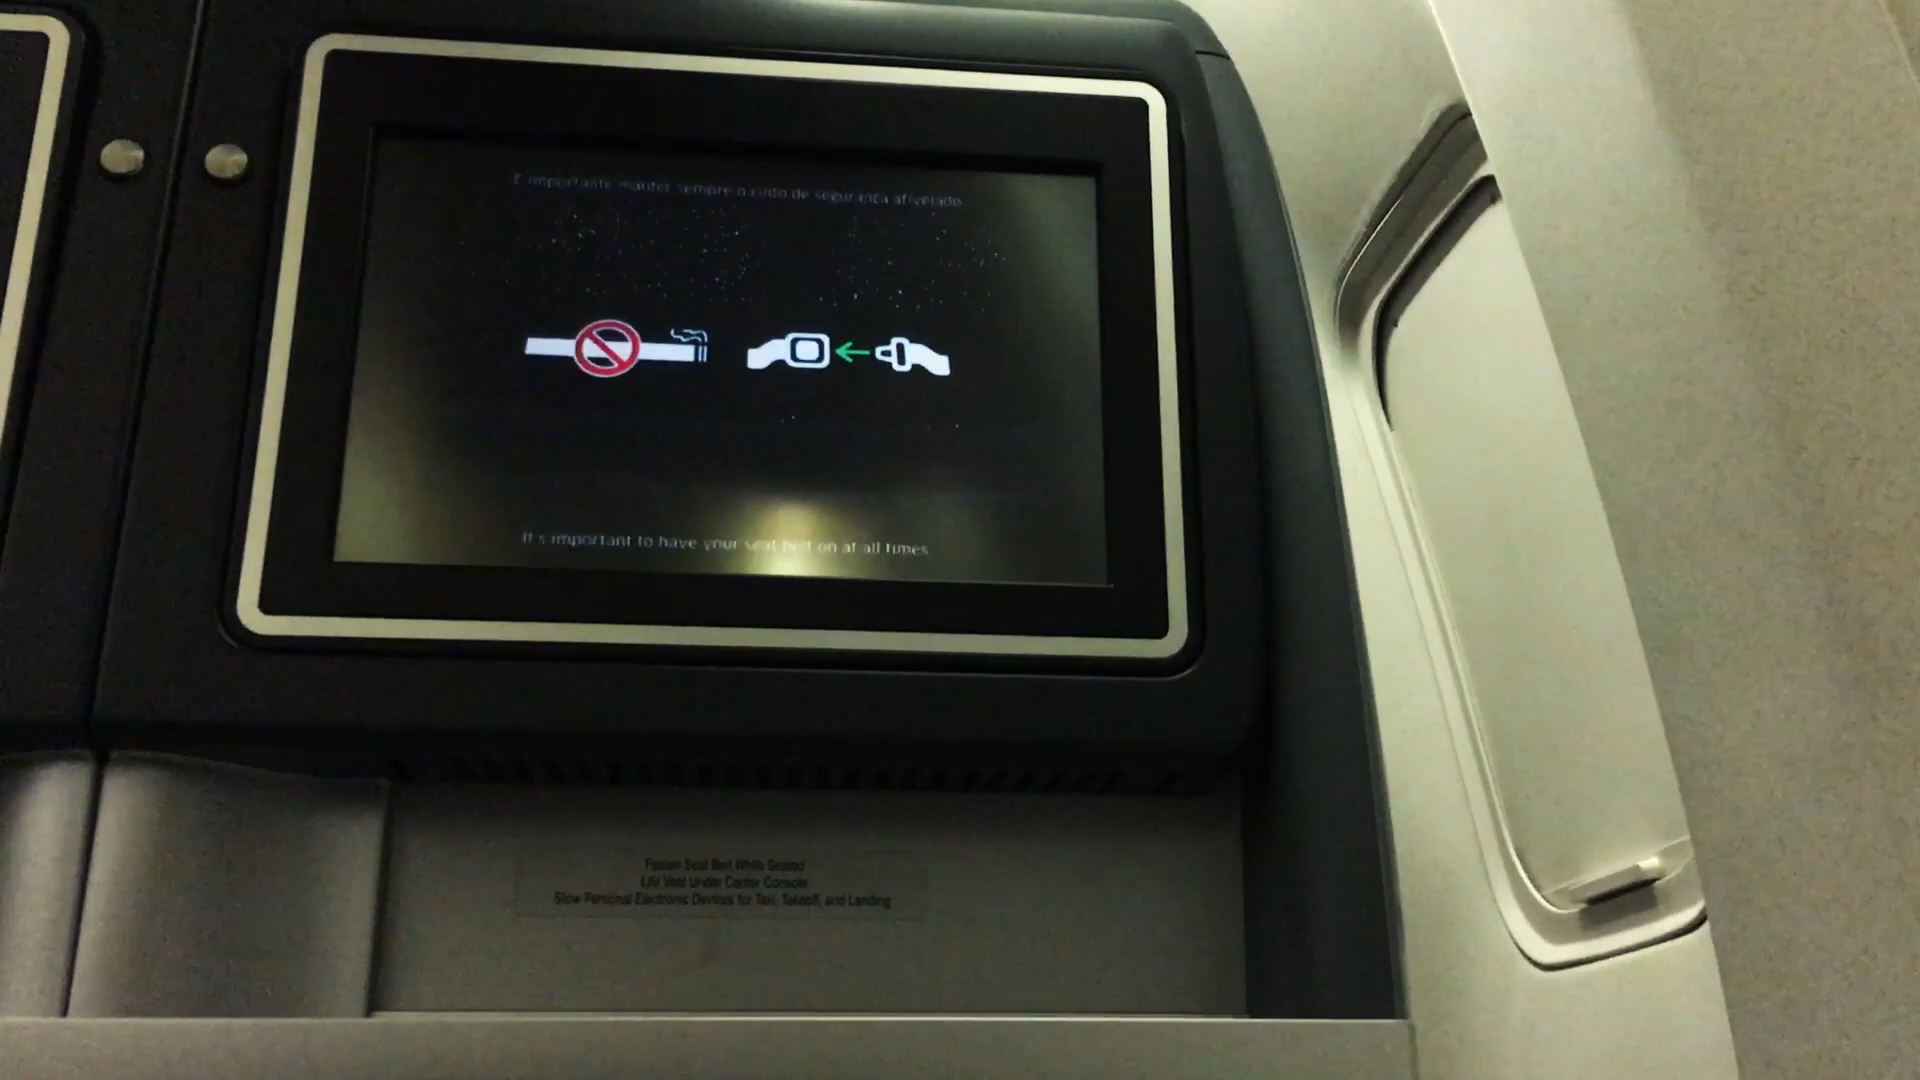 É importante manter sempre o cinto de segurança afivelado
It's important to have your seat belt on at all times
Fasten Seat Belt While Seated
Life Vest Under Center Console
Stow Personal Electronic Devices for Taxi, Takeoff, and Landing